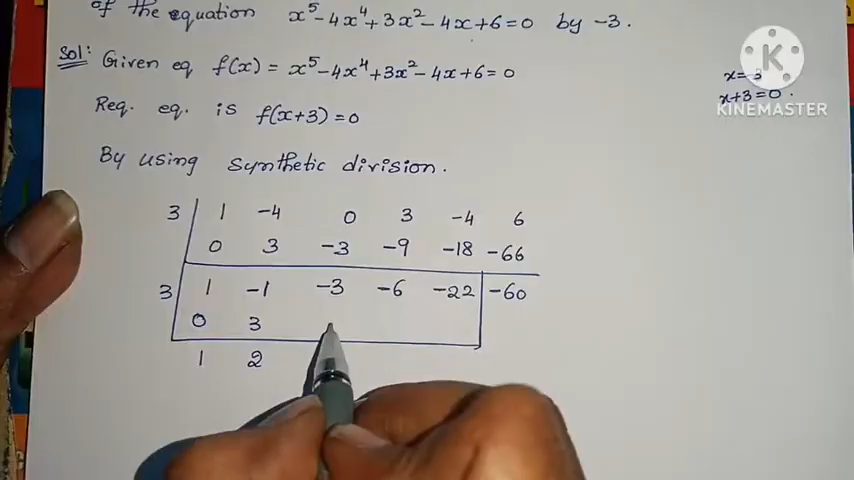 of the equation x⁵-4x⁴+3x²-4x+6=0 by -3.
Sol: Given eq f(x) = x⁵-4x⁴+3x²-4x+6=0
x=-3
x+3=0.
KINEMASTER
Req. eq. is f(x+3)=0
By using synthetic division.
3 1 -4 0 3 -4 6
0 3 -3 -9 -18 -66
3 1 -1 -3 -6 -22 -60
0 3
1 2